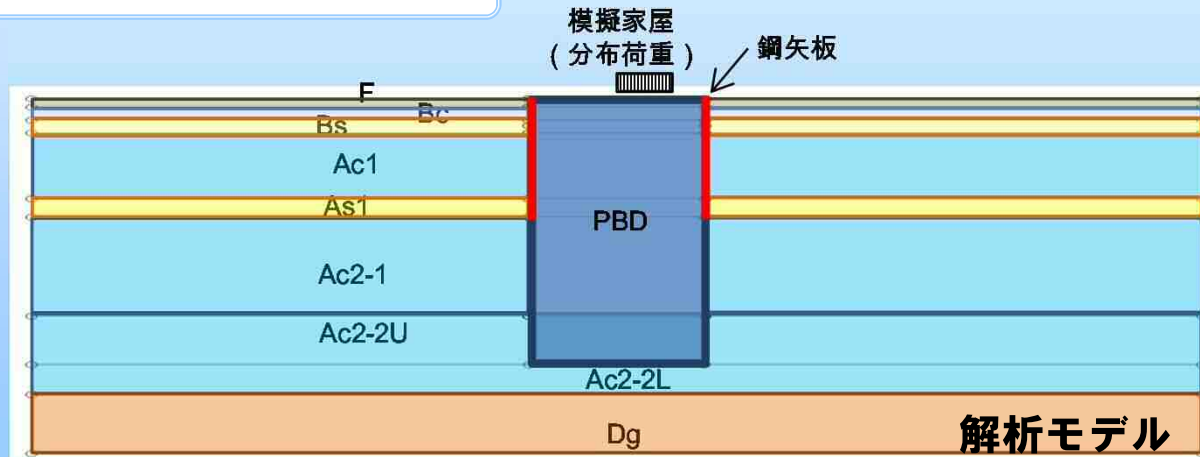 模擬家屋
(分布荷重)
鋼矢板
F
Bc
Bs
Ac1
As1
PBD
Ac2-1
Ac2-2U
Ac2-2L
Dg
解析モデル